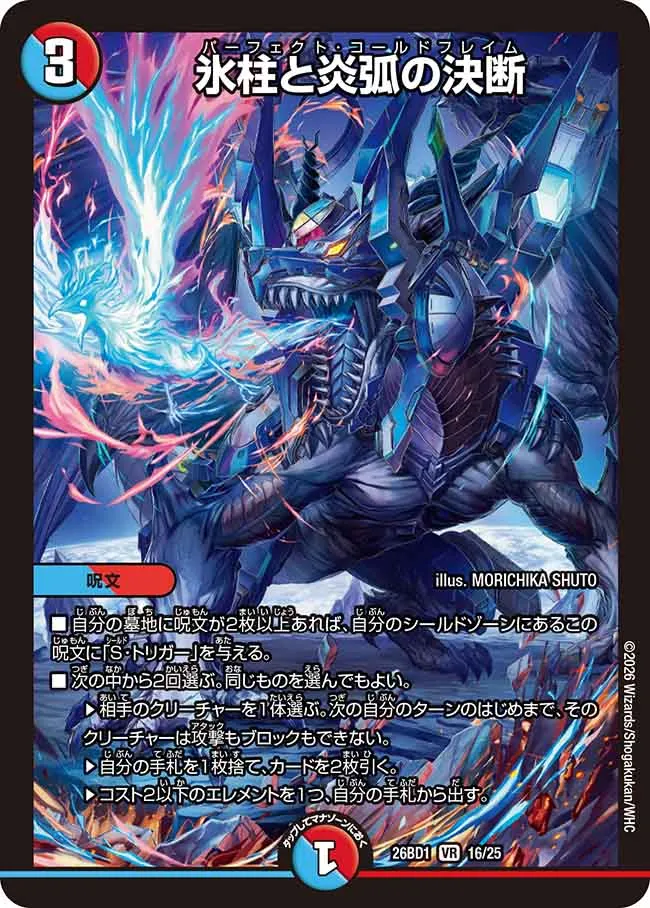 3
パーフェクト・コールドフレイム
氷柱と炎弧の決断
呪文
illus. MORICHIKA SHUTO
■ 自分の墓地に呪文が2枚以上あれば、自分のシールドゾーンにあるこの
呪文に「S・トリガー」を与える。
■ 次の中から2回選ぶ。同じものを選んでもよい。
▶相手のクリーチャーを1体選ぶ。次の自分のターンのはじめまで、その
クリーチャーは攻撃もブロックもできない。
▶自分の手札を1枚捨て、カードを2枚引く。
▶コスト2以下のエレメントを1つ、自分の手札から出す。
タップしてマナゾーンにおく
1
26BD1 VR 16/25
©2026 Wizards/Shogakukan/WHC